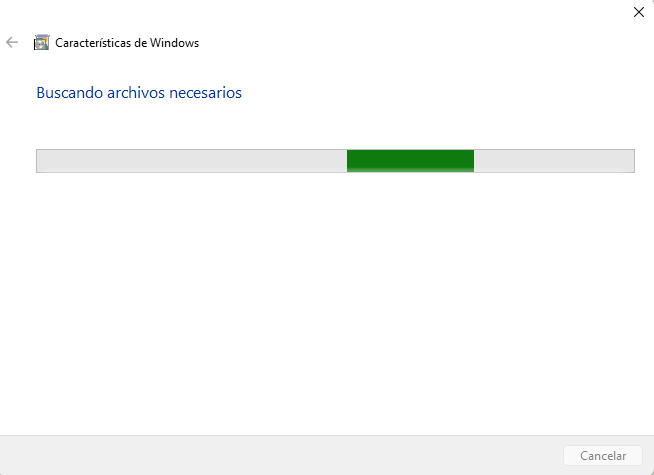 Características de Windows
Buscando archivos necesarios
Cancelar